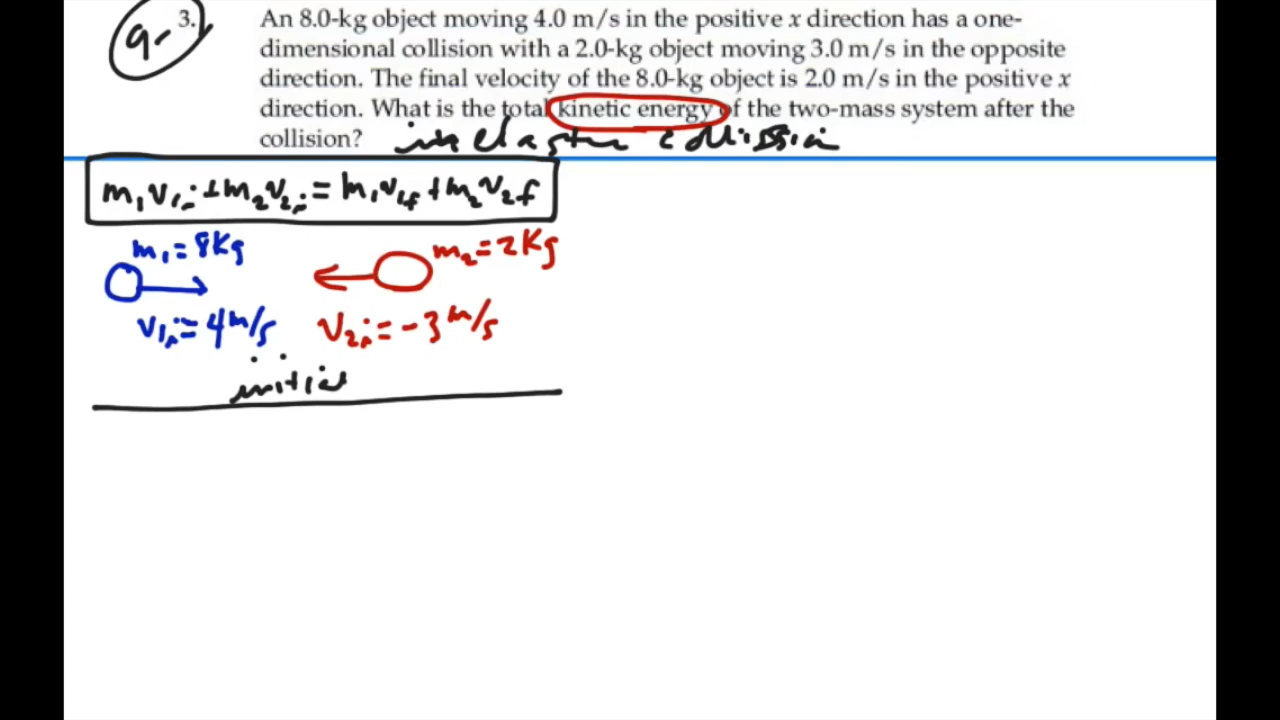 9- 3.
An 8.0-kg object moving 4.0 m/s in the positive x direction has a one-
dimensional collision with a 2.0-kg object moving 3.0 m/s in the opposite
direction. The final velocity of the 8.0-kg object is 2.0 m/s in the positive x
direction. What is the total kinetic energy of the two-mass system after the
collision? inelastic collission
m₁v₁ᵢ + m₂v₂ᵢ = m₁v₁f + m₂v₂f
m₁ = 8Kg
m₂ = 2Kg
v₁ᵢ = 4 m/s
v₂ᵢ = -3 m/s
initial